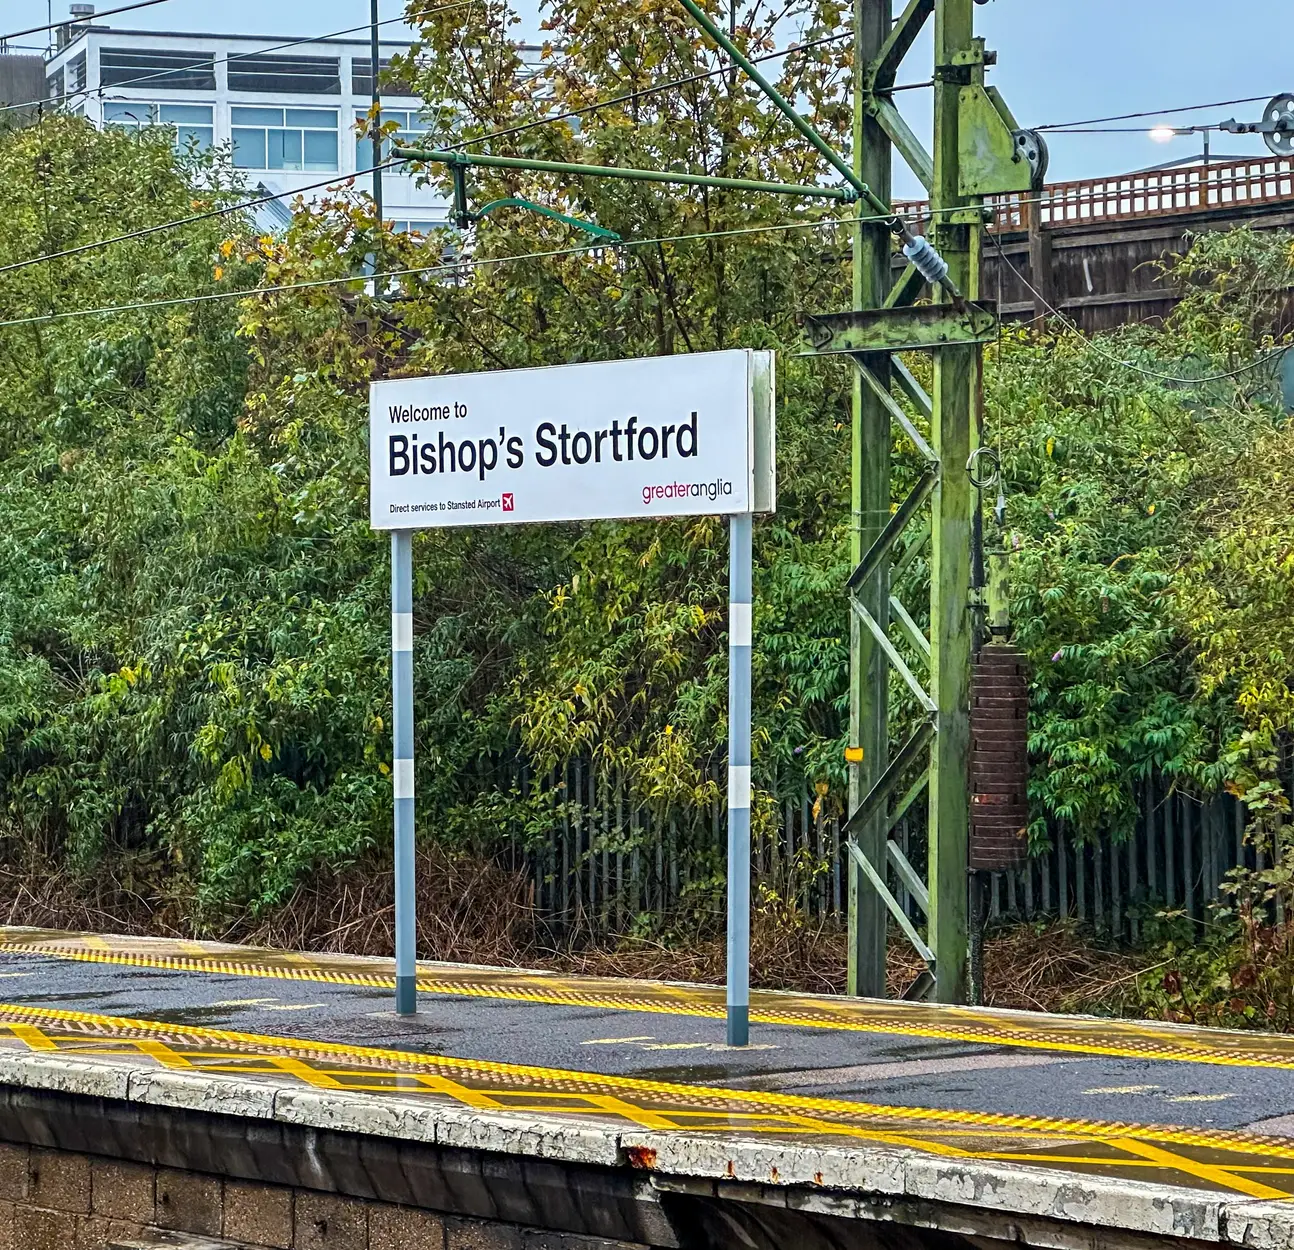 Welcome to
Bishop's Stortford
greateranglia
Direct services to Stansted Airport